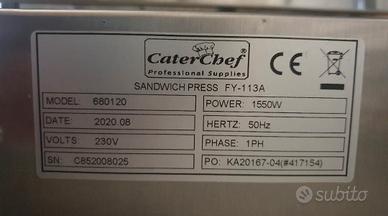 CaterChef®
Professional Supplies
CE
SANDWICH PRESS FY-113A
MODEL: 680120
POWER: 1550W
DATE: 2020.08
HERTZ: 50Hz
VOLTS: 230V
PHASE: 1PH
SN: C852008025
PO: KA20167-04(#417154)
subito